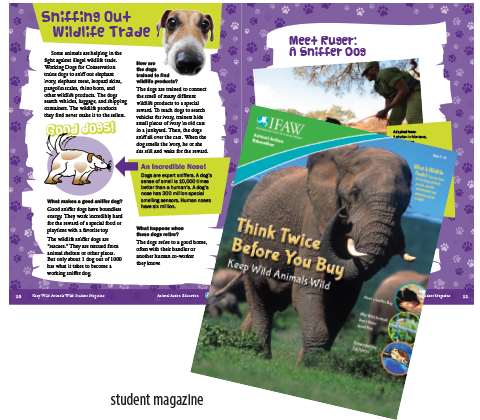 Sniffing Out
Wildlife Trade
Some animals are helping in the
fight against illegal wildlife trade.
Working Dogs for Conservation
trains dogs to sniff out elephant
ivory, elephant meat, leopard skins,
pangolin scales, rhino horn, and
other wildlife products. The dogs
search vehicles, luggage, and shipping
containers. The wildlife products
they find never make it to the sellers.
Good dogs!
What makes a good sniffer dog?
Good sniffer dogs have boundless
energy. They work incredibly hard
for the reward of a special food or
playtime with a favorite toy.
The wildlife sniffer dogs are
"rescues." They are rescued from
animal shelters or other places.
But only about 1 dog out of 1000
has what it takes to become a
working sniffer dog.
How are
the dogs
trained to find
wildlife products?
The dogs are trained to connect
the smell of many different
wildlife products to a special
reward. To teach dogs to search
vehicles for ivory, trainers hide
small pieces of ivory in old cars
in a junkyard. Then, the dogs
sniff all over the cars. When the
dog smells the ivory, he or she
sits still and waits for the reward.
An Incredible Nose!
Dogs are expert sniffers. A dog's
sense of smell is 10,000 times
better than a human's. A dog's
nose has 300 million special
smelling sensors. Human noses
have six million.
What happens when
these dogs retire?
The dogs retire to a good home,
often with their handler or
another human co-worker
they know.
Keep Wild Animals Wild Student Magazine
Animal Action Education
Meet Ruger:
A Sniffer Dog
Adapted from
IFAW
Animal Action
Education
What is Wildlife
Trade?
Think Twice
Before You Buy
Keep Wild Animals Wild
student magazine